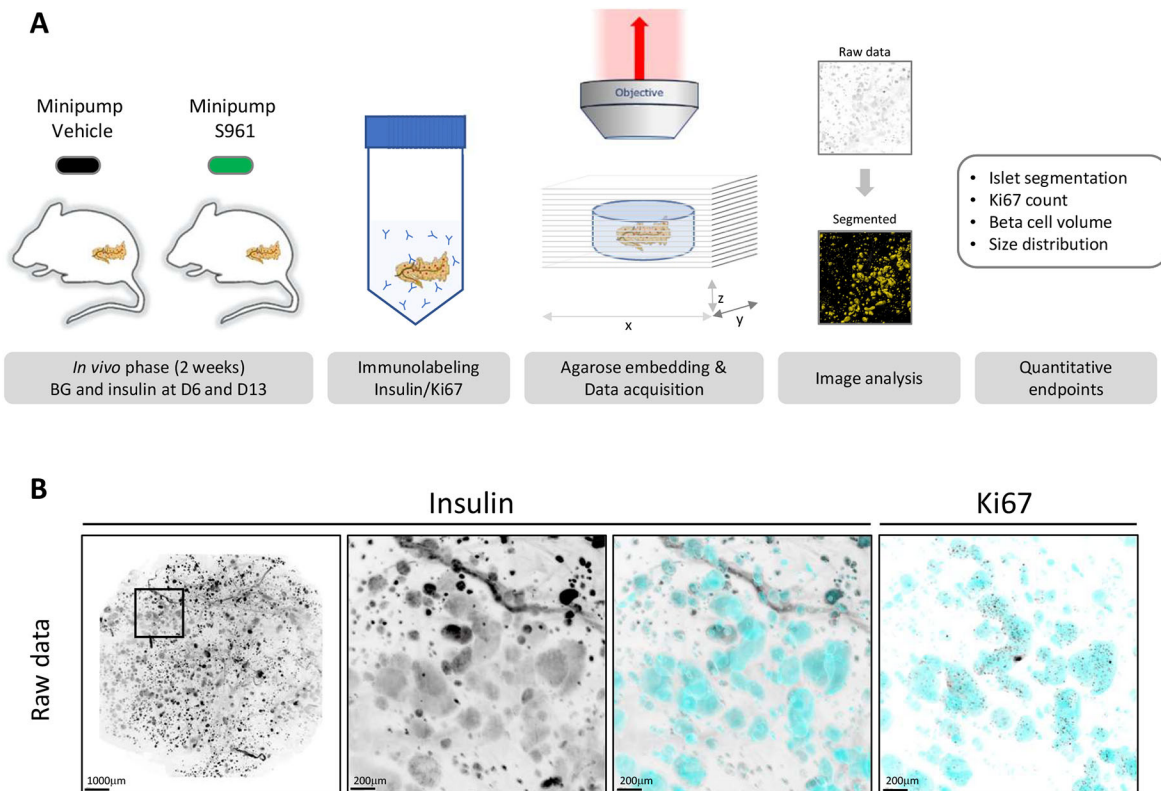 A
Minipump
Vehicle
Minipump
S961
Objective
x
z
y
Raw data
Segmented
• Islet segmentation
• Ki67 count
• Beta cell volume
• Size distribution
In vivo phase (2 weeks)
BG and insulin at D6 and D13
Immunolabeling
Insulin/Ki67
Agarose embedding &
Data acquisition
Image analysis
Quantitative
endpoints
B
Insulin
Ki67
Raw data
1000μm
200μm
200μm
200μm